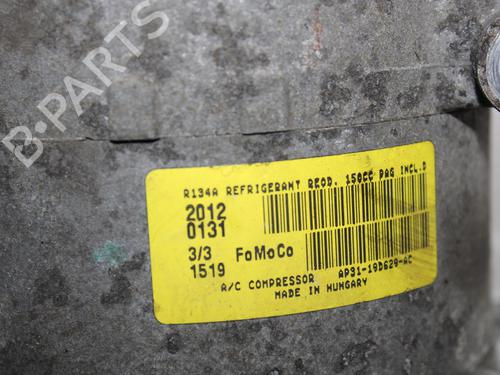 B-PARTS
R134A REFRIGERANT REQD. 150CC PAG INCL.D
2012
0131
3/3 FoMoCo
1519
A/C COMPRESSOR AP31-19D629-AC
MADE IN HUNGARY
B-PARTS